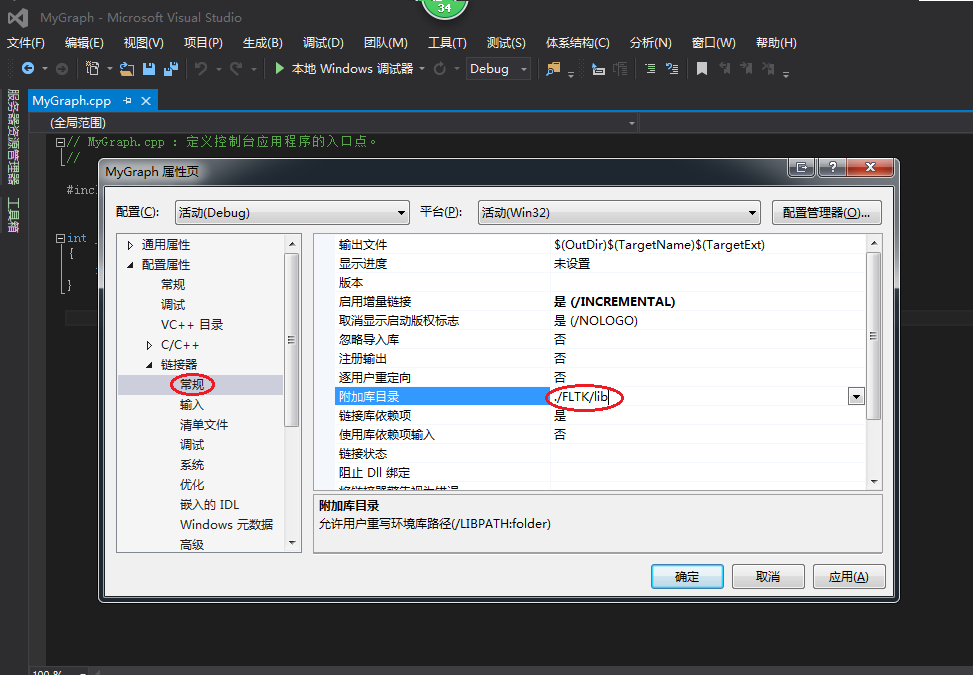 34
MyGraph - Microsoft Visual Studio
文件(F) 编辑(E) 视图(V) 项目(P) 生成(B) 调试(D) 团队(M) 工具(T) 测试(S) 体系结构(C) 分析(N) 窗口(W) 帮助(H)
本地 Windows 调试器 Debug
服务器资源管理器
工具箱
MyGraph.cpp
(全局范围)
// MyGraph.cpp : 定义控制台应用程序的入口点。
//
#incl
int _
{
}
MyGraph 属性页
配置(C): 活动(Debug) 平台(P): 活动(Win32) 配置管理器(O)...
通用属性
配置属性
常规
调试
VC++ 目录
C/C++
链接器
常规
输入
清单文件
调试
系统
优化
嵌入的 IDL
Windows 元数据
高级
输出文件 $(OutDir)$(TargetName)$(TargetExt)
显示进度 未设置
版本
启用增量链接 是 (/INCREMENTAL)
取消显示启动版权标志 是 (/NOLOGO)
忽略导入库 否
注册输出 否
逐用户重定向 否
附加库目录 ./FLTK/lib
链接库依赖项 是
使用库依赖项输入 否
链接状态
阻止 Dll 绑定
将链接器警告视为错误
附加库目录
允许用户重写环境库路径(/LIBPATH:folder)
确定 取消 应用(A)
100 %